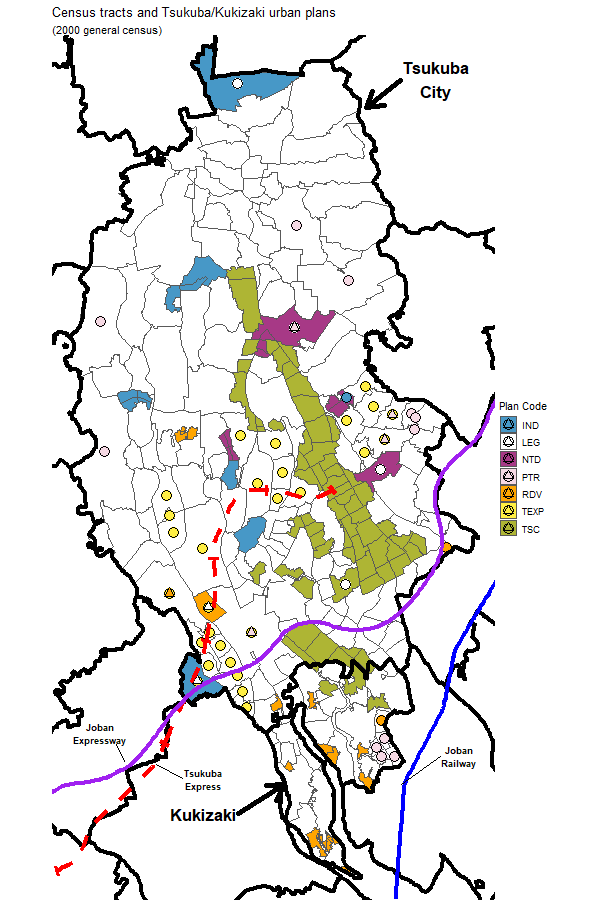 Census tracts and Tsukuba/Kukizaki urban plans
(2000 general census)
Tsukuba
City
Plan Code
IND
LEG
NTD
PTR
RDV
TEXP
TSC
Joban
Expressway
Tsukuba
Express
Joban
Railway
Kukizaki